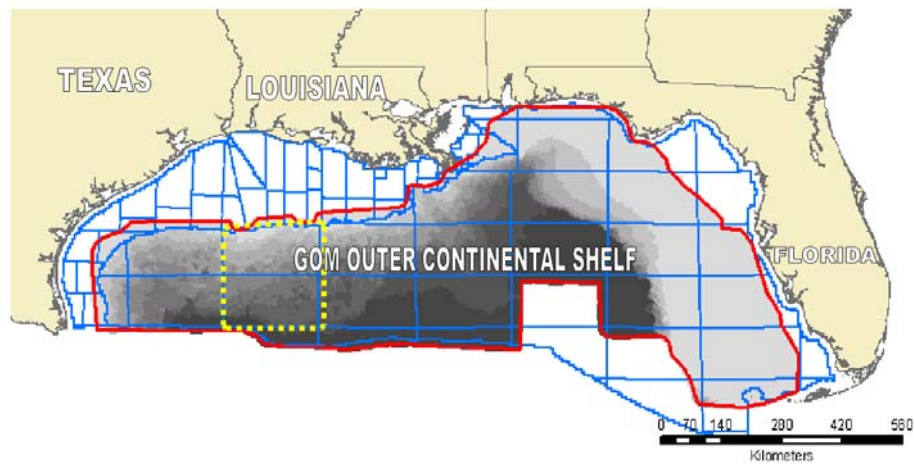 TEXAS
LOUISIANA
GOM OUTER CONTINENTAL SHELF
FLORIDA
0 70 140 280 420 560
Kilometers